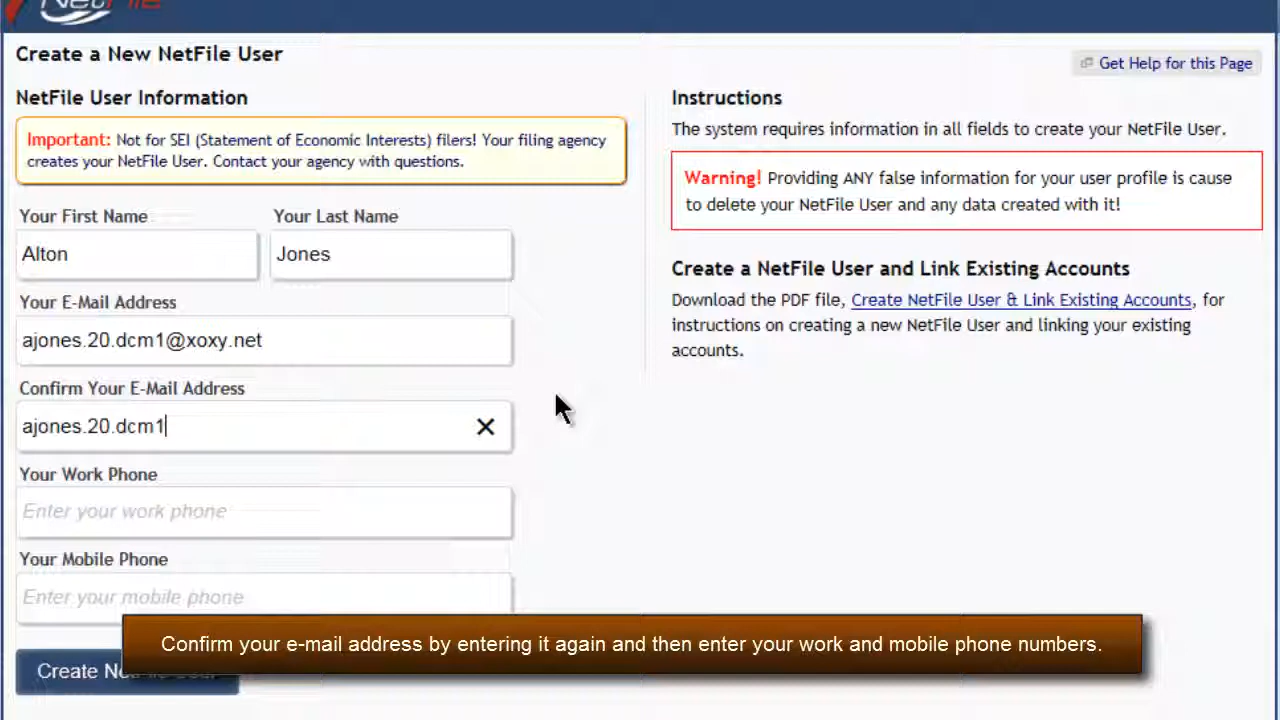 NetFile
Create a New NetFile User
Get Help for this Page
NetFile User Information
Important: Not for SEI (Statement of Economic Interests) filers! Your filing agency
creates your NetFile User. Contact your agency with questions.
Your First Name
Your Last Name
Alton
Jones
Your E-Mail Address
ajones.20.dcm1@xoxy.net
Confirm Your E-Mail Address
ajones.20.dcm1
Your Work Phone
Enter your work phone
Your Mobile Phone
Enter your mobile phone
Create NetFile User
Instructions
The system requires information in all fields to create your NetFile User.
Warning! Providing ANY false information for your user profile is cause
to delete your NetFile User and any data created with it!
Create a NetFile User and Link Existing Accounts
Download the PDF file, Create NetFile User & Link Existing Accounts, for
instructions on creating a new NetFile User and linking your existing
accounts.
Confirm your e-mail address by entering it again and then enter your work and mobile phone numbers.